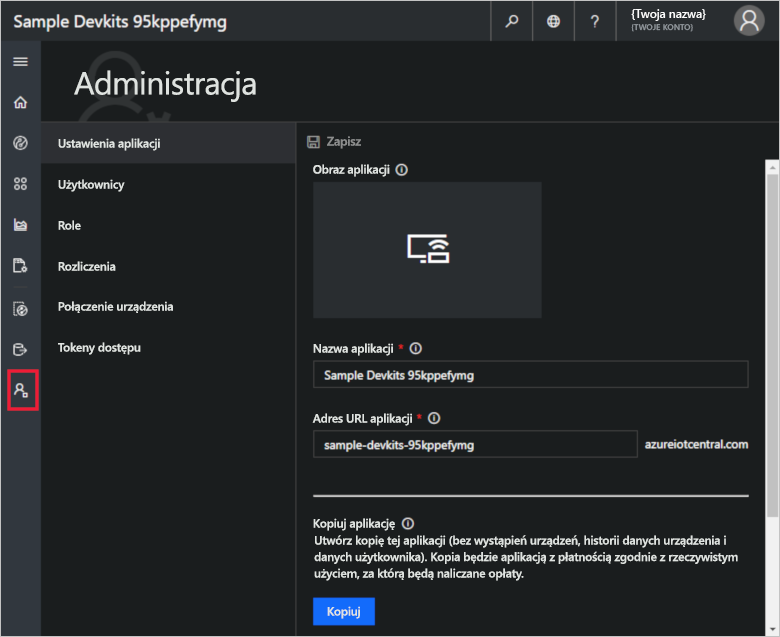 Sample Devkits 95kppefymg
?
{Twoja nazwa}
(TWOJE KONTO)
Administracja
Ustawienia aplikacji
Użytkownicy
Role
Rozliczenia
Połączenie urządzenia
Tokeny dostępu
Zapisz
Obraz aplikacji
Nazwa aplikacji *
Sample Devkits 95kppefymg
Adres URL aplikacji *
sample-devkits-95kppefymg azureiotcentral.com
Kopiuj aplikację
Utwórz kopię tej aplikacji (bez wystąpień urządzeń, historii danych urządzenia i
danych użytkownika). Kopia będzie aplikacją z płatnością zgodnie z rzeczywistym
użyciem, za którą będą naliczane opłaty.
Kopiuj